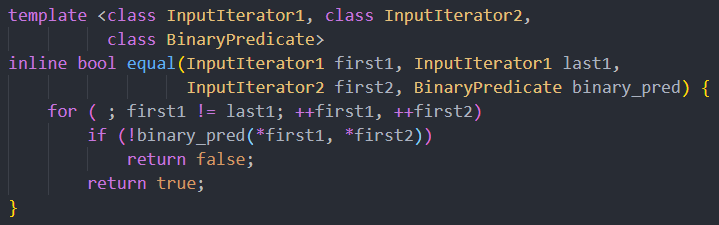 template <class InputIterator1, class InputIterator2,
          class BinaryPredicate>
inline bool equal(InputIterator1 first1, InputIterator1 last1,
                  InputIterator2 first2, BinaryPredicate binary_pred) {
    for ( ; first1 != last1; ++first1, ++first2)
        if (!binary_pred(*first1, *first2))
            return false;
        return true;
}